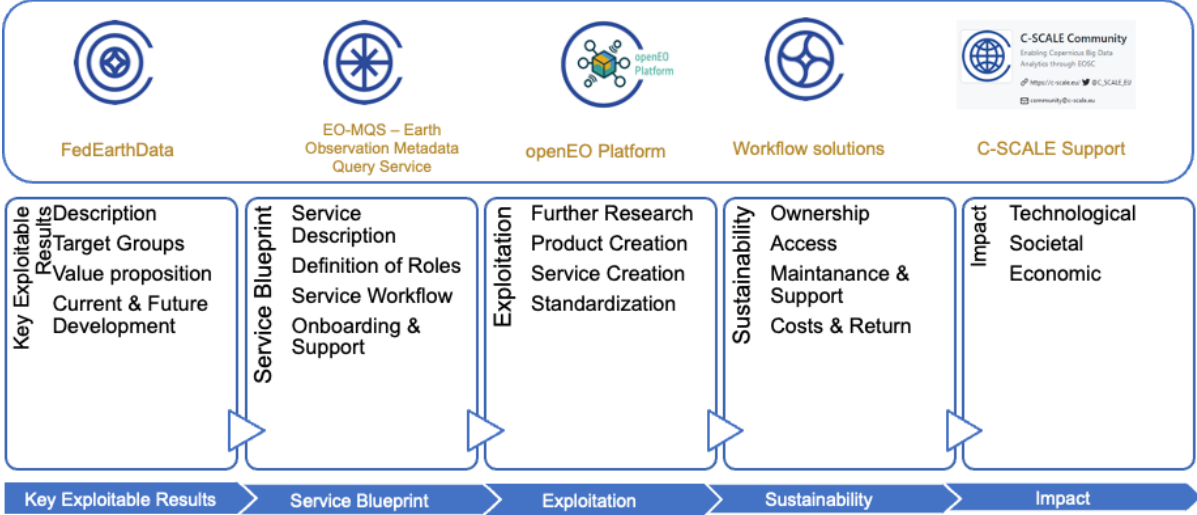 openEO
Platform
C-SCALE Community
Enabling Copernicus Big Data
Analytics through EOSC
https://c-scale.eu/ @C_SCALE_EU
community@c-scale.eu
FedEarthData
EO-MQS – Earth
Observation Metadata
Query Service
openEO Platform
Workflow solutions
C-SCALE Support
Key Exploitable
Results
Description
Target Groups
Value proposition
Current & Future
Development
Service Blueprint
Service
Description
Definition of Roles
Service Workflow
Onboarding &
Support
Exploitation
Further Research
Product Creation
Service Creation
Standardization
Sustainability
Ownership
Access
Maintanance &
Support
Costs & Return
Impact
Technological
Societal
Economic
Key Exploitable Results
Service Blueprint
Exploitation
Sustainability
Impact